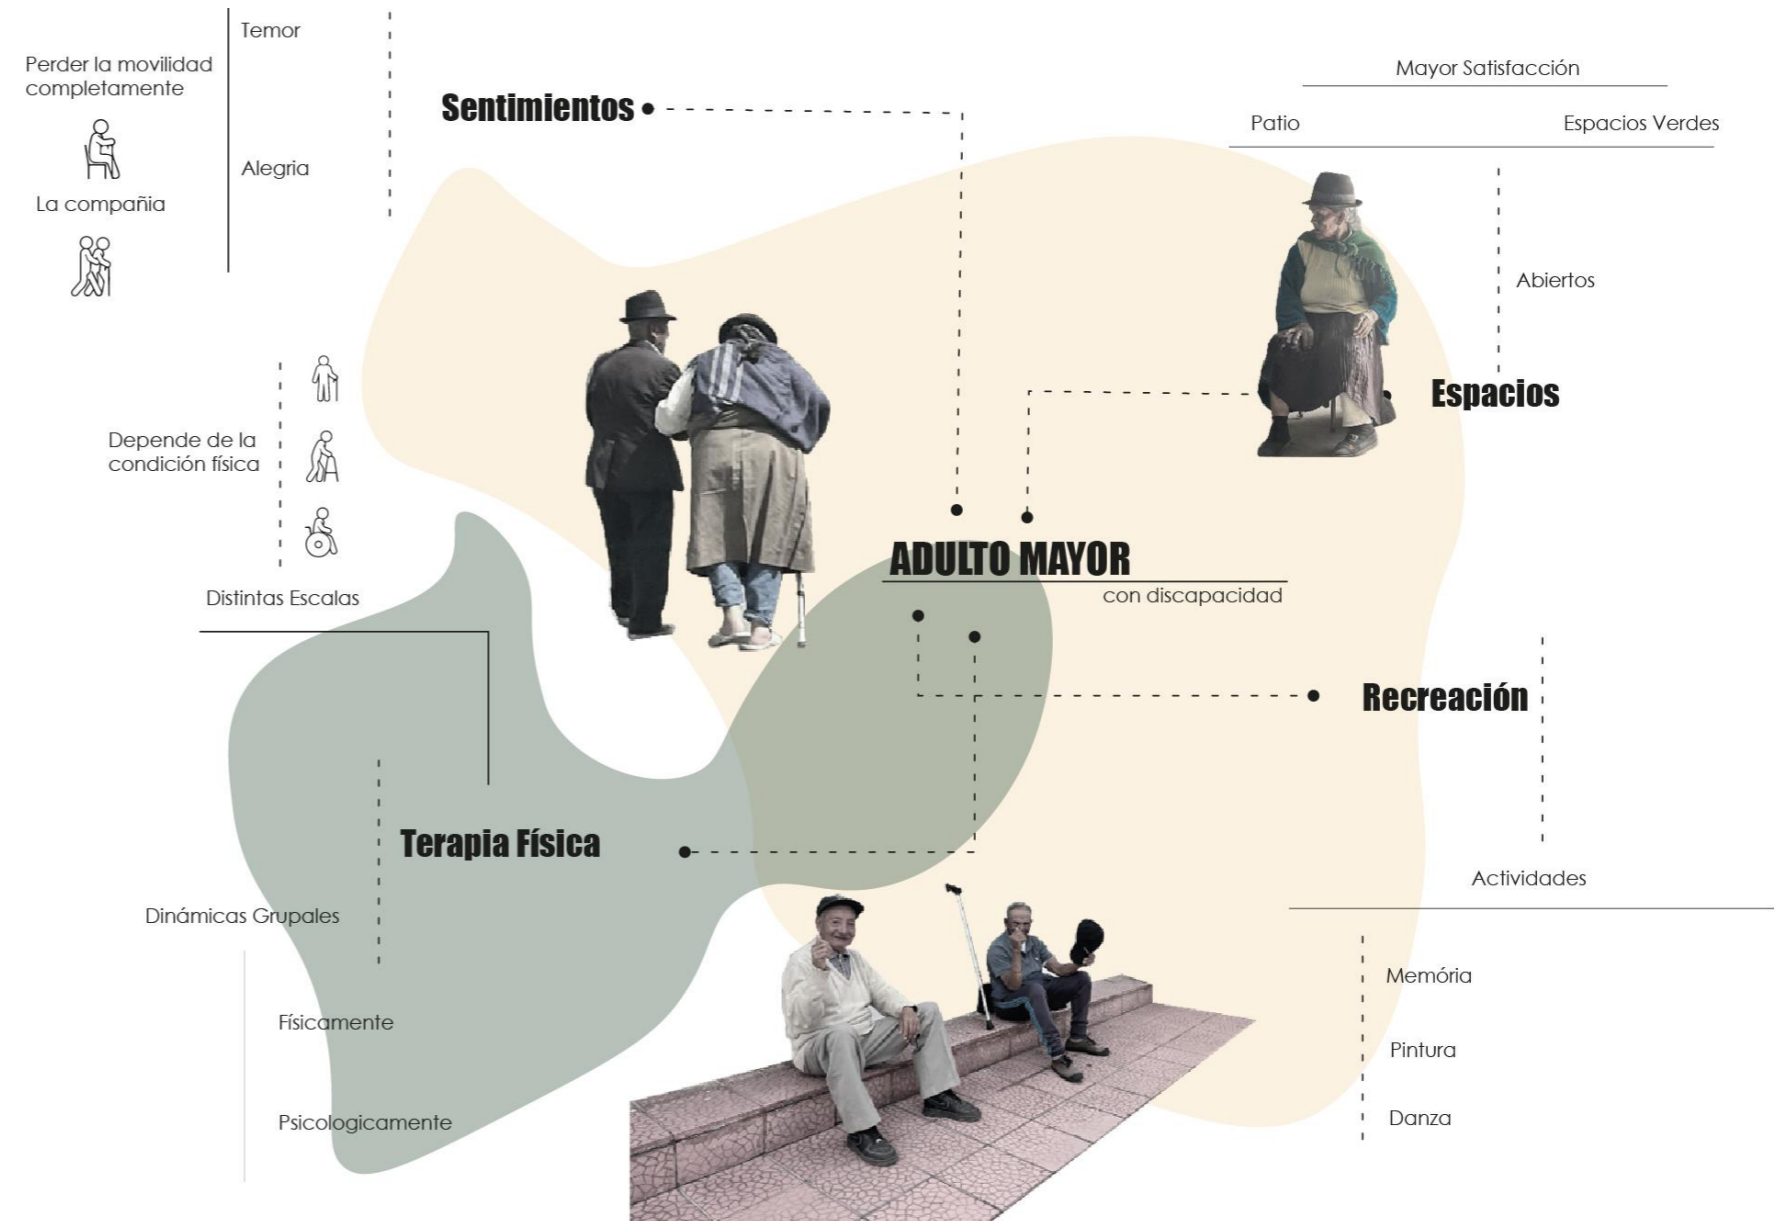 Temor
Perder la movilidad
completamente
Alegria
La compañia
Sentimientos
Mayor Satisfacción
Patio
Espacios Verdes
Abiertos
Espacios
Depende de la
condición física
Distintas Escalas
ADULTO MAYOR
con discapacidad
Recreación
Terapia Física
Dinámicas Grupales
Físicamente
Psicologicamente
Actividades
Memória
Pintura
Danza